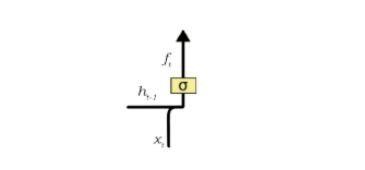 f_t
σ
h_{t-1}
x_t